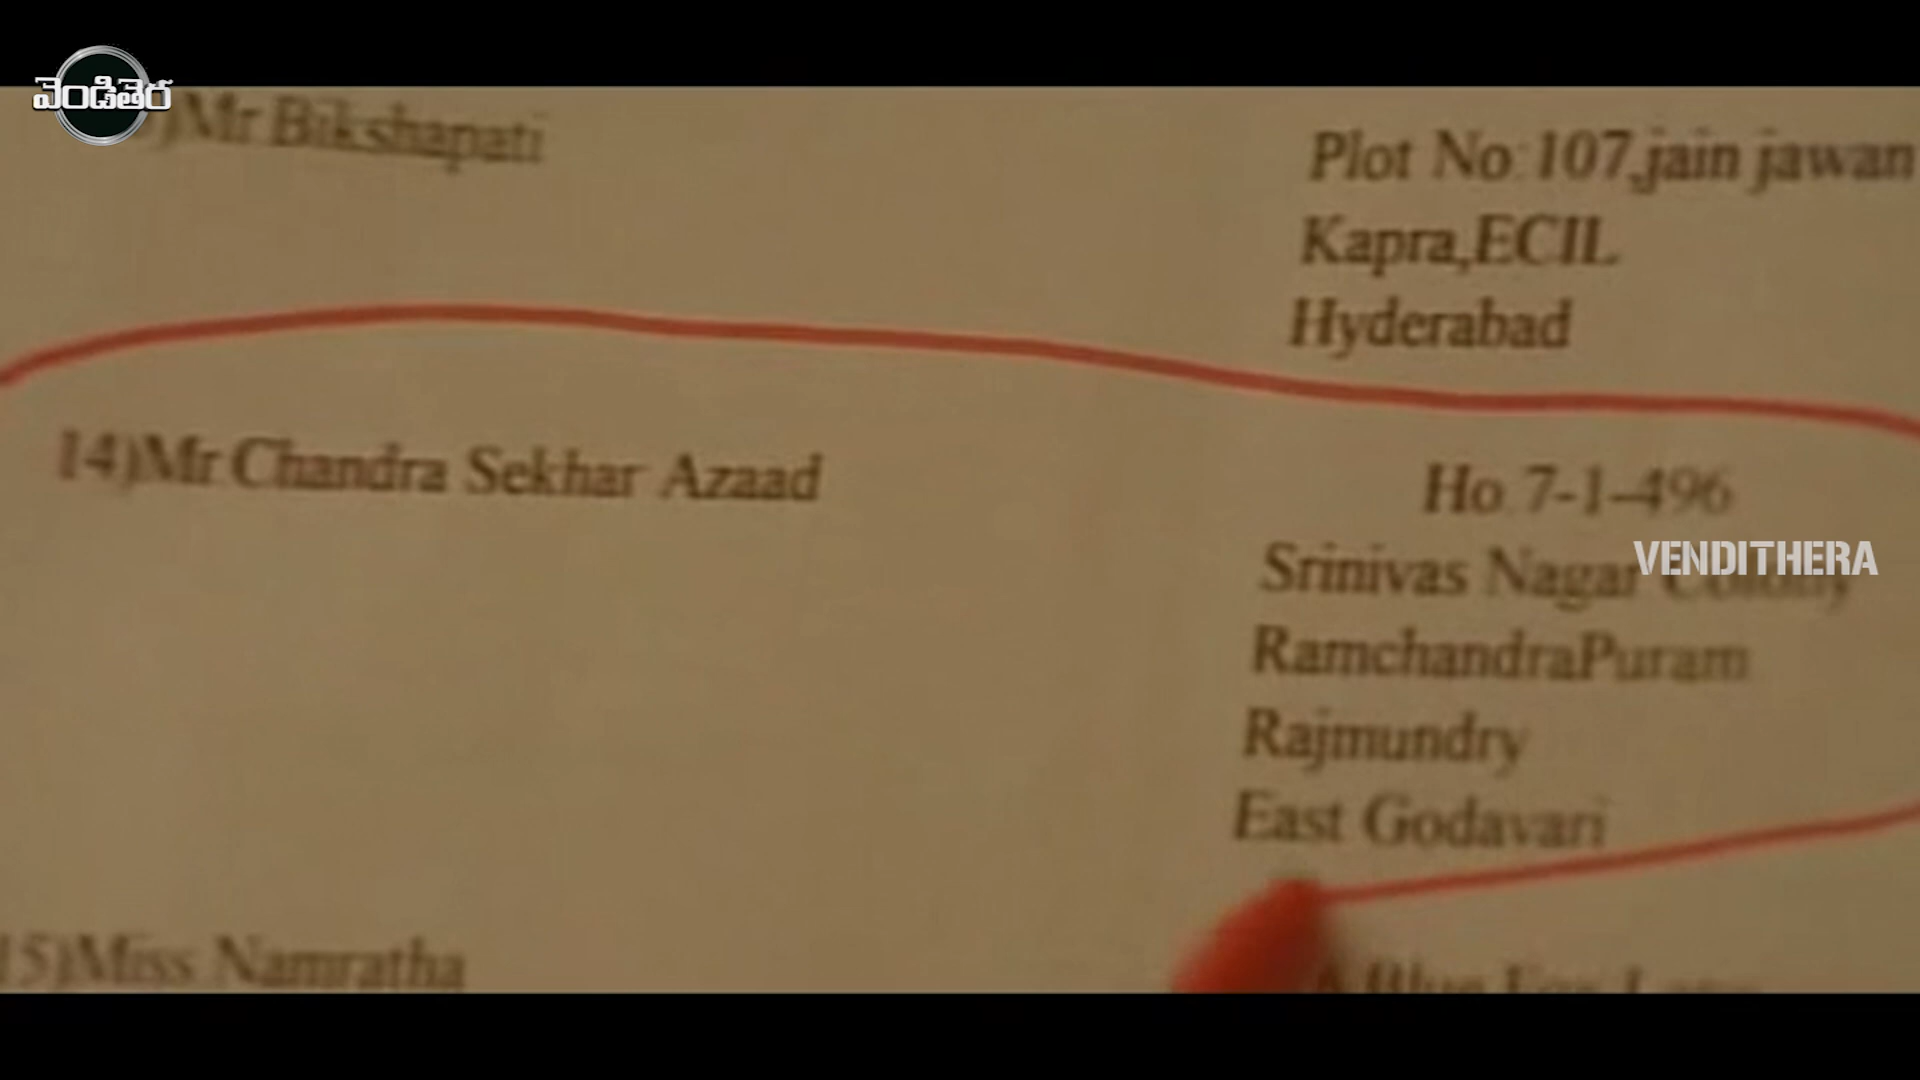 వెండితెర
)Mr.Bikshapati
Plot No:107,jain jawan
Kapra,ECIL
Hyderabad
14)Mr.Chandra Sekhar Azaad
Ho.7-1-496
Srinivas Nagar Colony
VENDITHERA
RamchandraPuram
Rajmundry
East Godavari
15)Miss Namratha